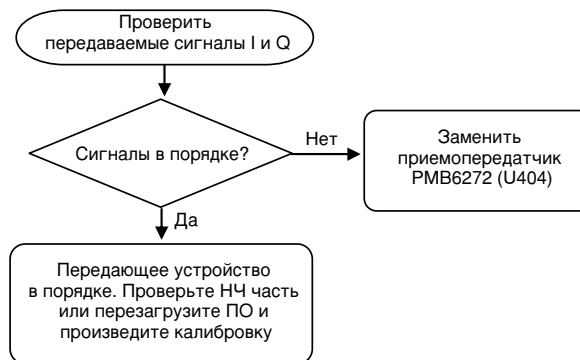 Проверить
передаваемые сигналы I и Q
Сигналы в порядке?
Нет
Заменить
приемопередатчик
PMB6272 (U404)
Да
Передающее устройство
в порядке. Проверьте НЧ часть
или перезагрузите ПО и
произведите калибровку